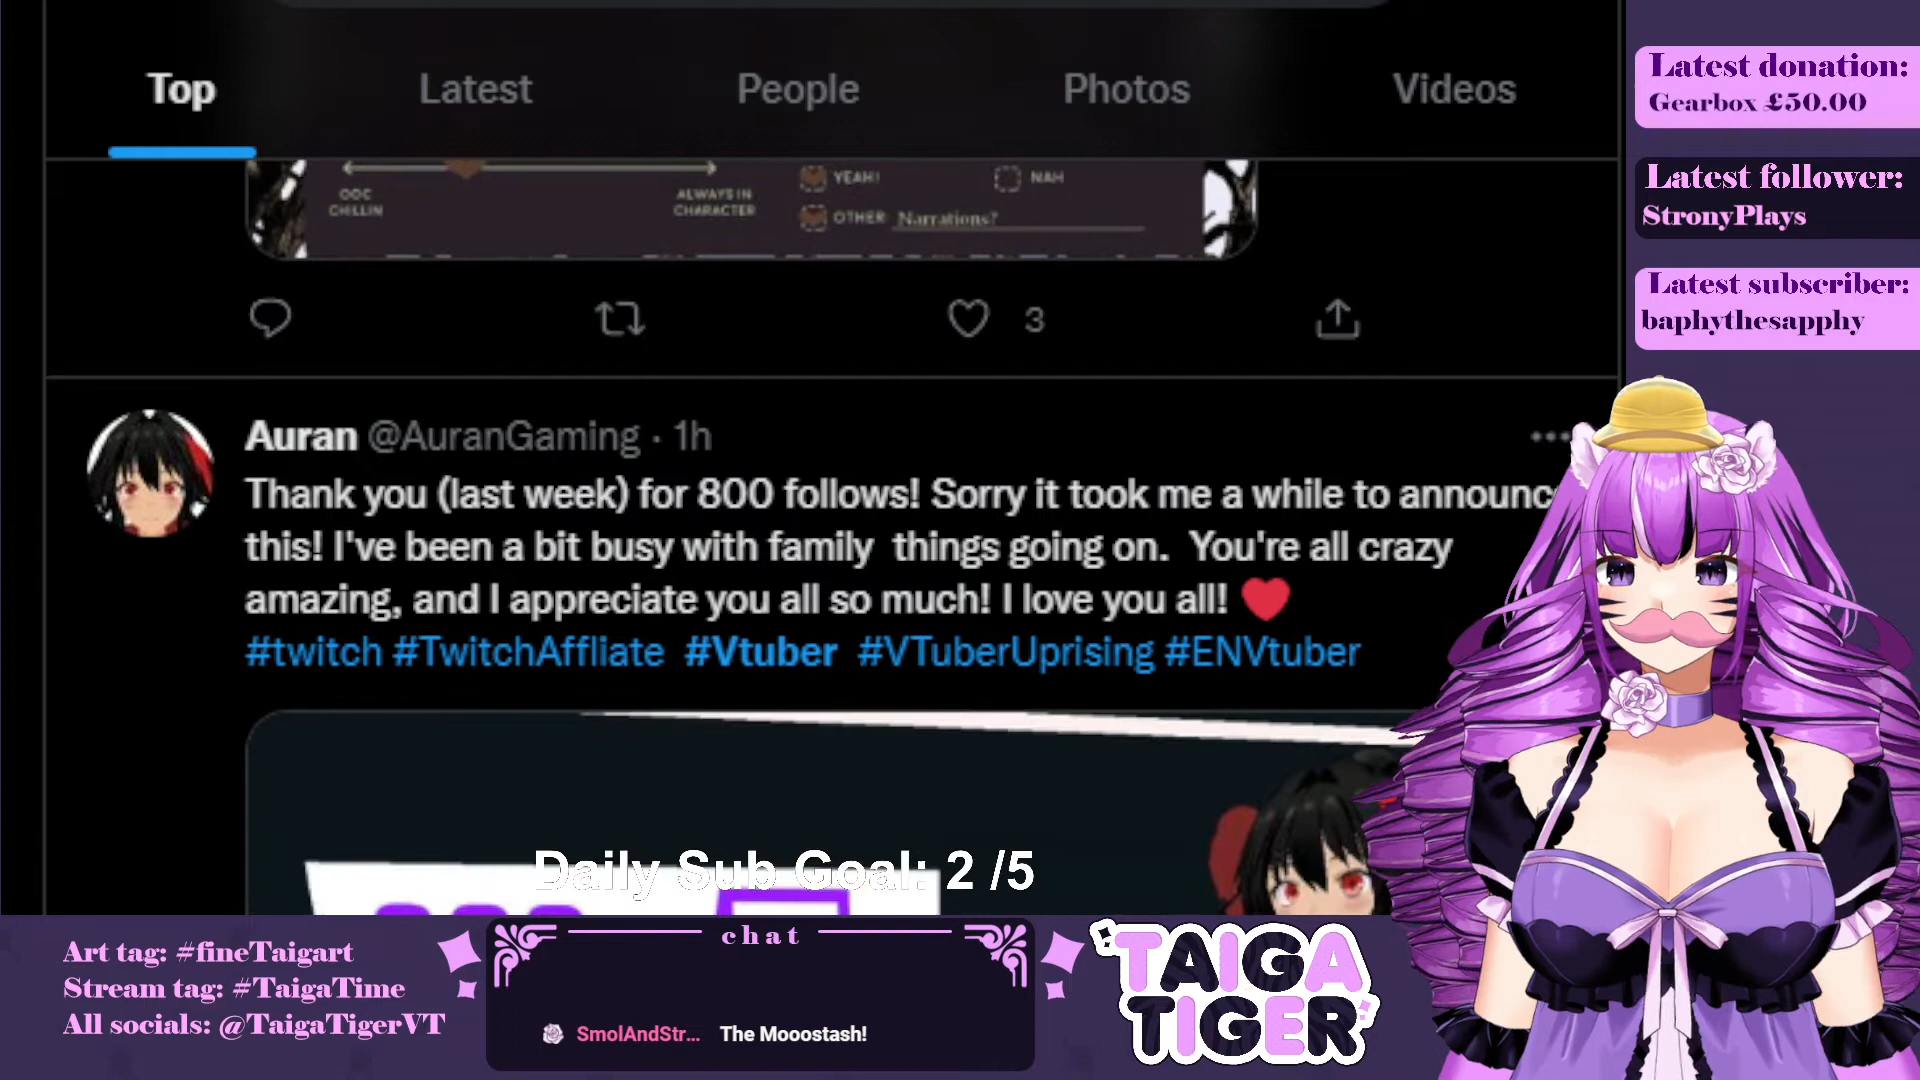 Top Latest People Photos Videos
OOC CHILLIN
ALWAYS IN CHARACTER
YEAH!
NAH
OTHER Narrations?
3
Auran @AuranGaming · 1h
Thank you (last week) for 800 follows! Sorry it took me a while to announc
this! I've been a bit busy with family things going on. You're all crazy
amazing, and I appreciate you all so much! I love you all! ❤
#twitch #TwitchAffliate #Vtuber #VTuberUprising #ENVtuber
Daily Sub Goal: 2 /5
Latest donation:
Gearbox £50.00
Latest follower:
StronyPlays
Latest subscriber:
baphythesapphy
Art tag: #fineTaigart
Stream tag: #TaigaTime
All socials: @TaigaTigerVT
chat
SmolAndStr... The Mooostash!
TAIGA
TIGER